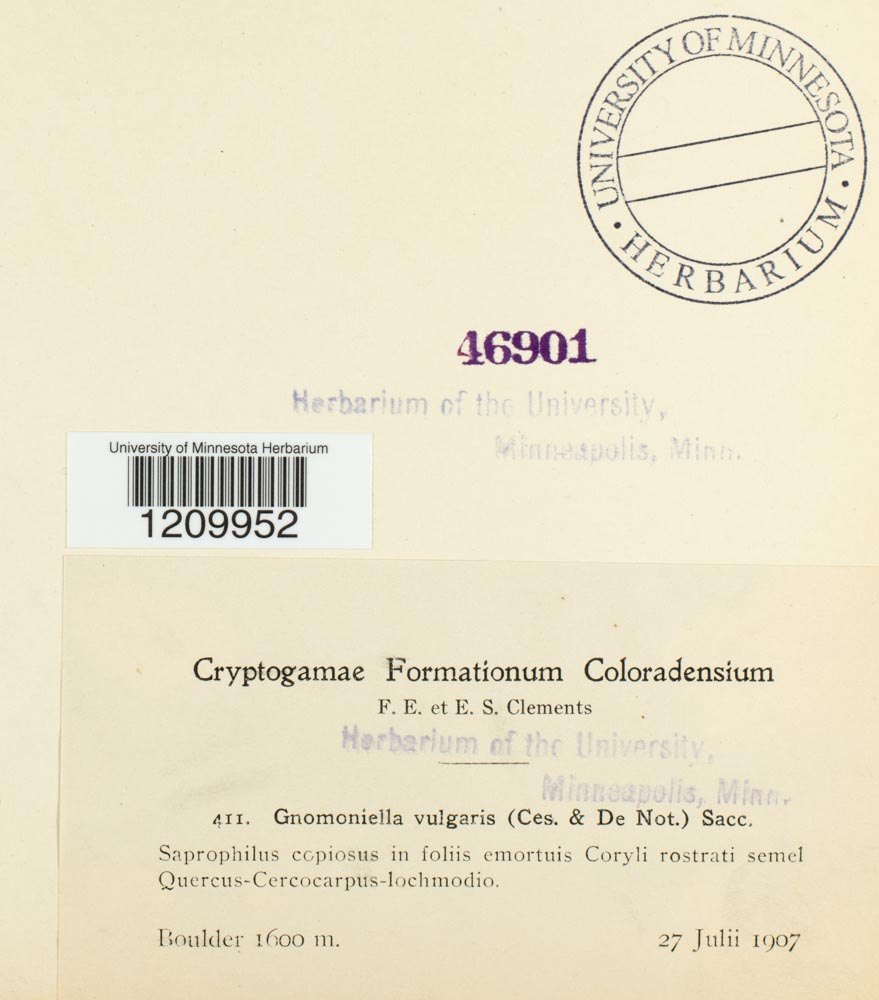 UNIVERSITY OF MINNESOTA
• HERBARIUM •
46901
Herbarium of the University,
Minneapolis, Minn.
University of Minnesota Herbarium
1209952
Cryptogamae Formationum Coloradensium
F. E. et E. S. Clements
Herbarium of the University,
Minneapolis, Minn.
411. Gnomoniella vulgaris (Ces. & De Not.) Sacc.
Saprophilus copiosus in foliis emortuis Coryli rostrati semel
Quercus-Cercocarpus-lochmodio.
Boulder 1600 m. 27 Julii 1907